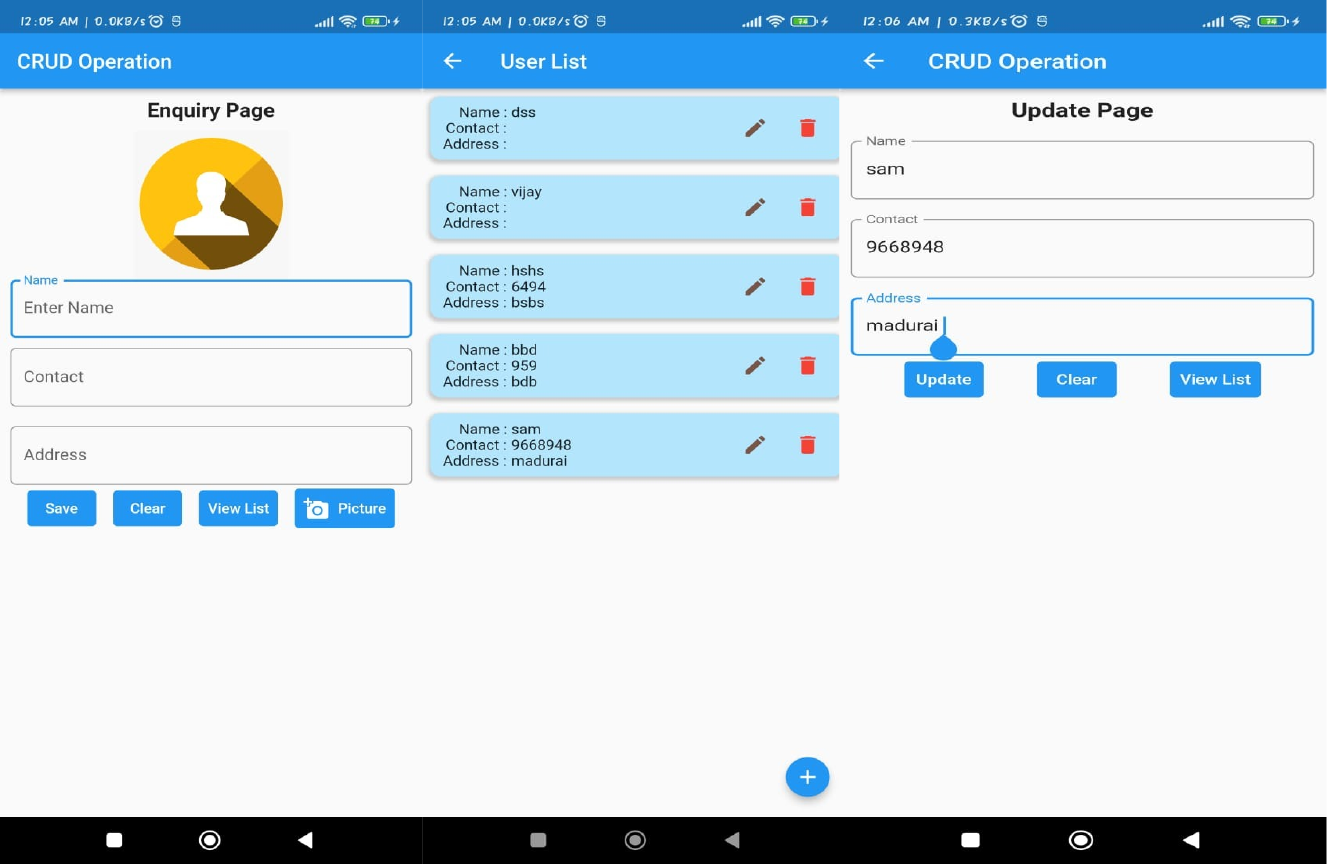 12:05 AM | 0.0KB/s
74
CRUD Operation
Enquiry Page
Name
Enter Name
Contact
Address
Save
Clear
View List
Picture
12:05 AM | 0.0KB/s
74
User List
Name : dss
Contact :
Address :
Name : vijay
Contact :
Address :
Name : hshs
Contact : 6494
Address : bsbs
Name : bbd
Contact : 959
Address : bdb
Name : sam
Contact : 9668948
Address : madurai
12:06 AM | 0.3KB/s
74
CRUD Operation
Update Page
Name
sam
Contact
9668948
Address
madurai
Update
Clear
View List